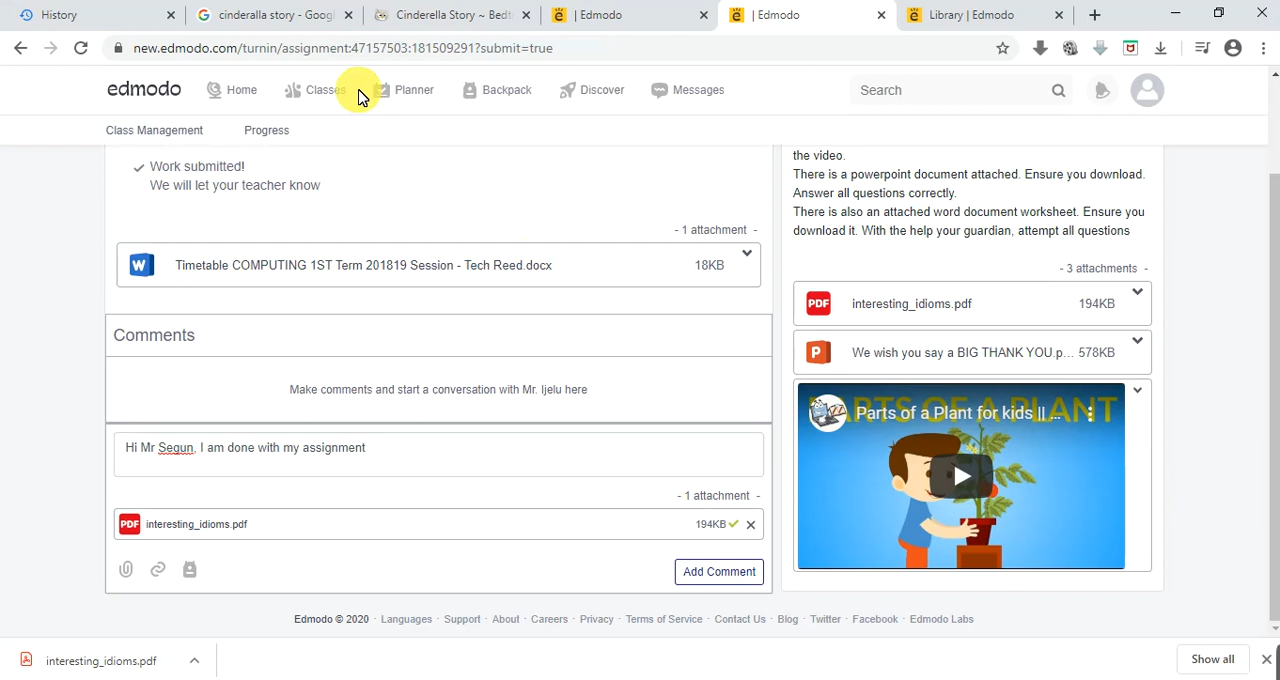 History
cinderalla story - Goog
Cinderella Story ~ Bedt
| Edmodo
| Edmodo
Library | Edmodo
new.edmodo.com/turnin/assignment:47157503:181509291?submit=true
edmodo
Home
Classes
Planner
Backpack
Discover
Messages
Search
Class Management
Progress
Work submitted!
We will let your teacher know
- 1 attachment -
Timetable COMPUTING 1ST Term 201819 Session - Tech Reed.docx
18KB
Comments
Make comments and start a conversation with Mr. Ijelu here
Hi Mr Segun, I am done with my assignment
- 1 attachment -
PDF
interesting_idioms.pdf
194KB
Add Comment
the video.
There is a powerpoint document attached. Ensure you download.
Answer all questions correctly.
There is also an attached word document worksheet. Ensure you
download it. With the help your guardian, attempt all questions
- 3 attachments -
PDF
interesting_idioms.pdf
194KB
We wish you say a BIG THANK YOU.p...
578KB
PARTS OF A PLANT
Parts of a Plant for kids || ...
Edmodo © 2020 · Languages · Support · About · Careers · Privacy · Terms of Service · Contact Us · Blog · Twitter · Facebook · Edmodo Labs
interesting_idioms.pdf
Show all